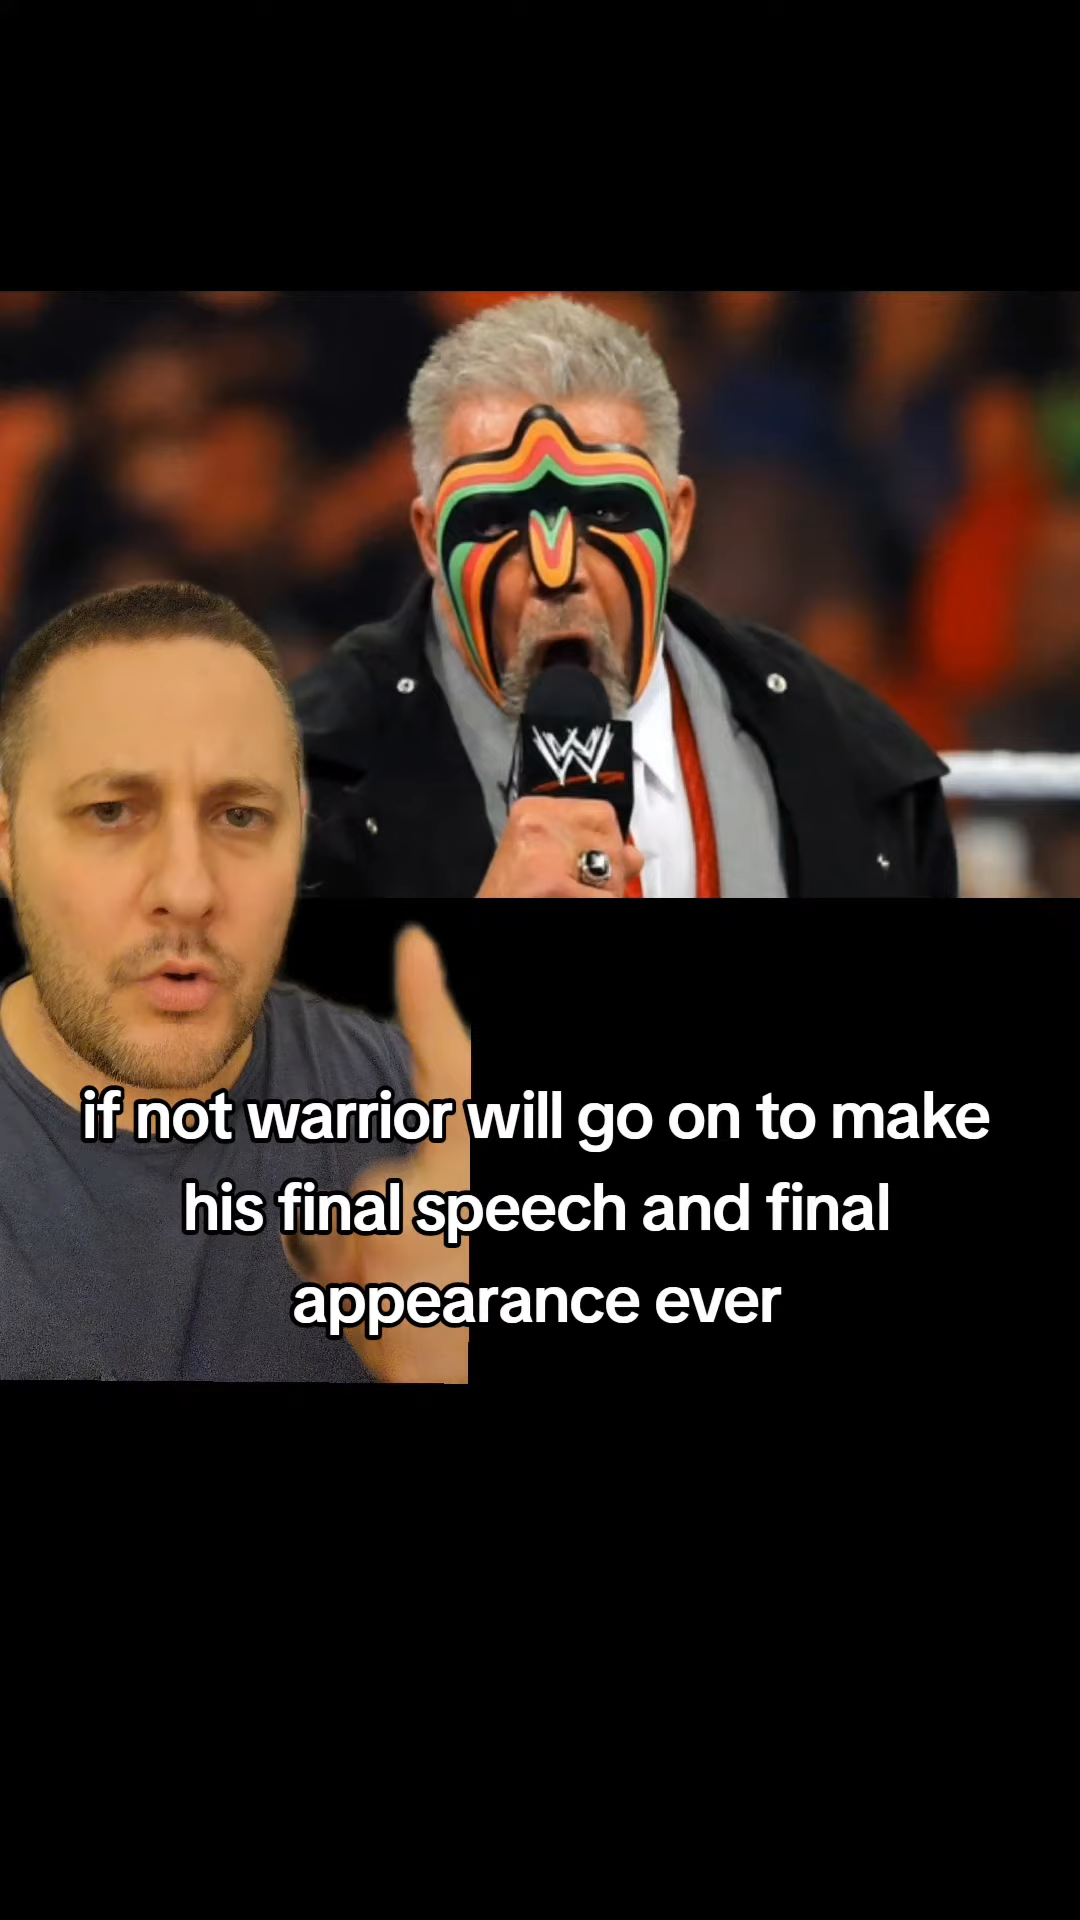 W
if not warrior will go on to make
his final speech and final
appearance ever